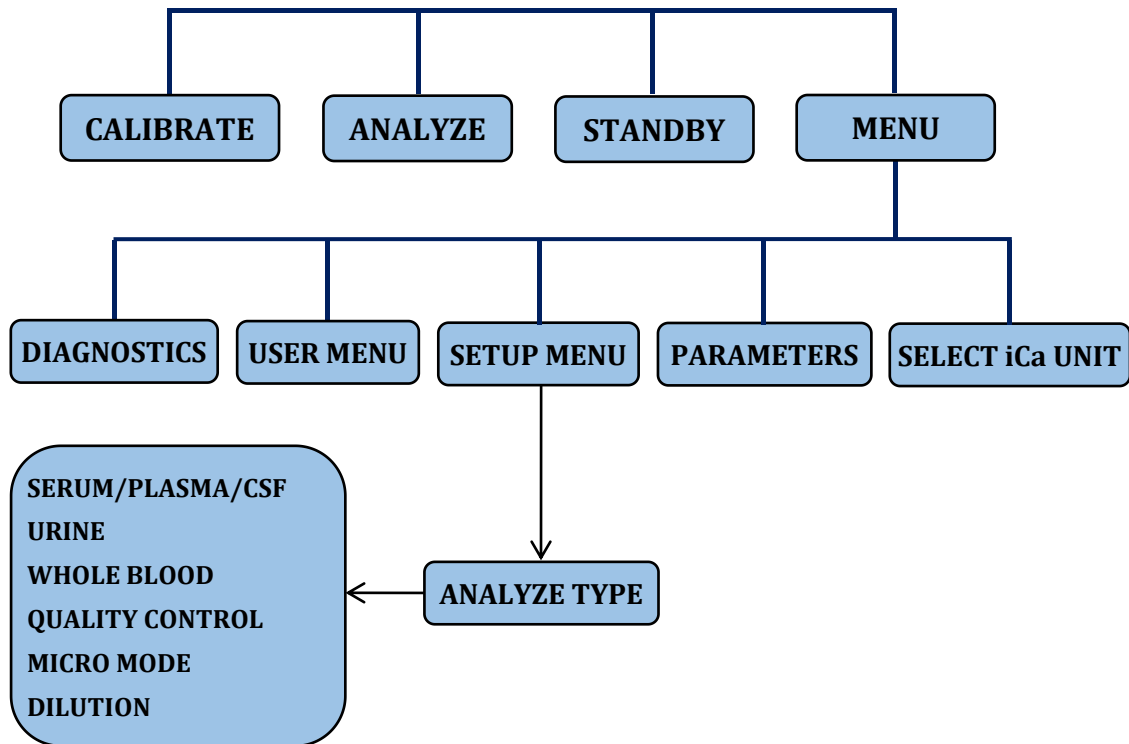 CALIBRATE
ANALYZE
STANDBY
MENU
DIAGNOSTICS
USER MENU
SETUP MENU
PARAMETERS
SELECT iCa UNIT
SERUM/PLASMA/CSF
URINE
WHOLE BLOOD
QUALITY CONTROL
MICRO MODE
DILUTION
ANALYZE TYPE